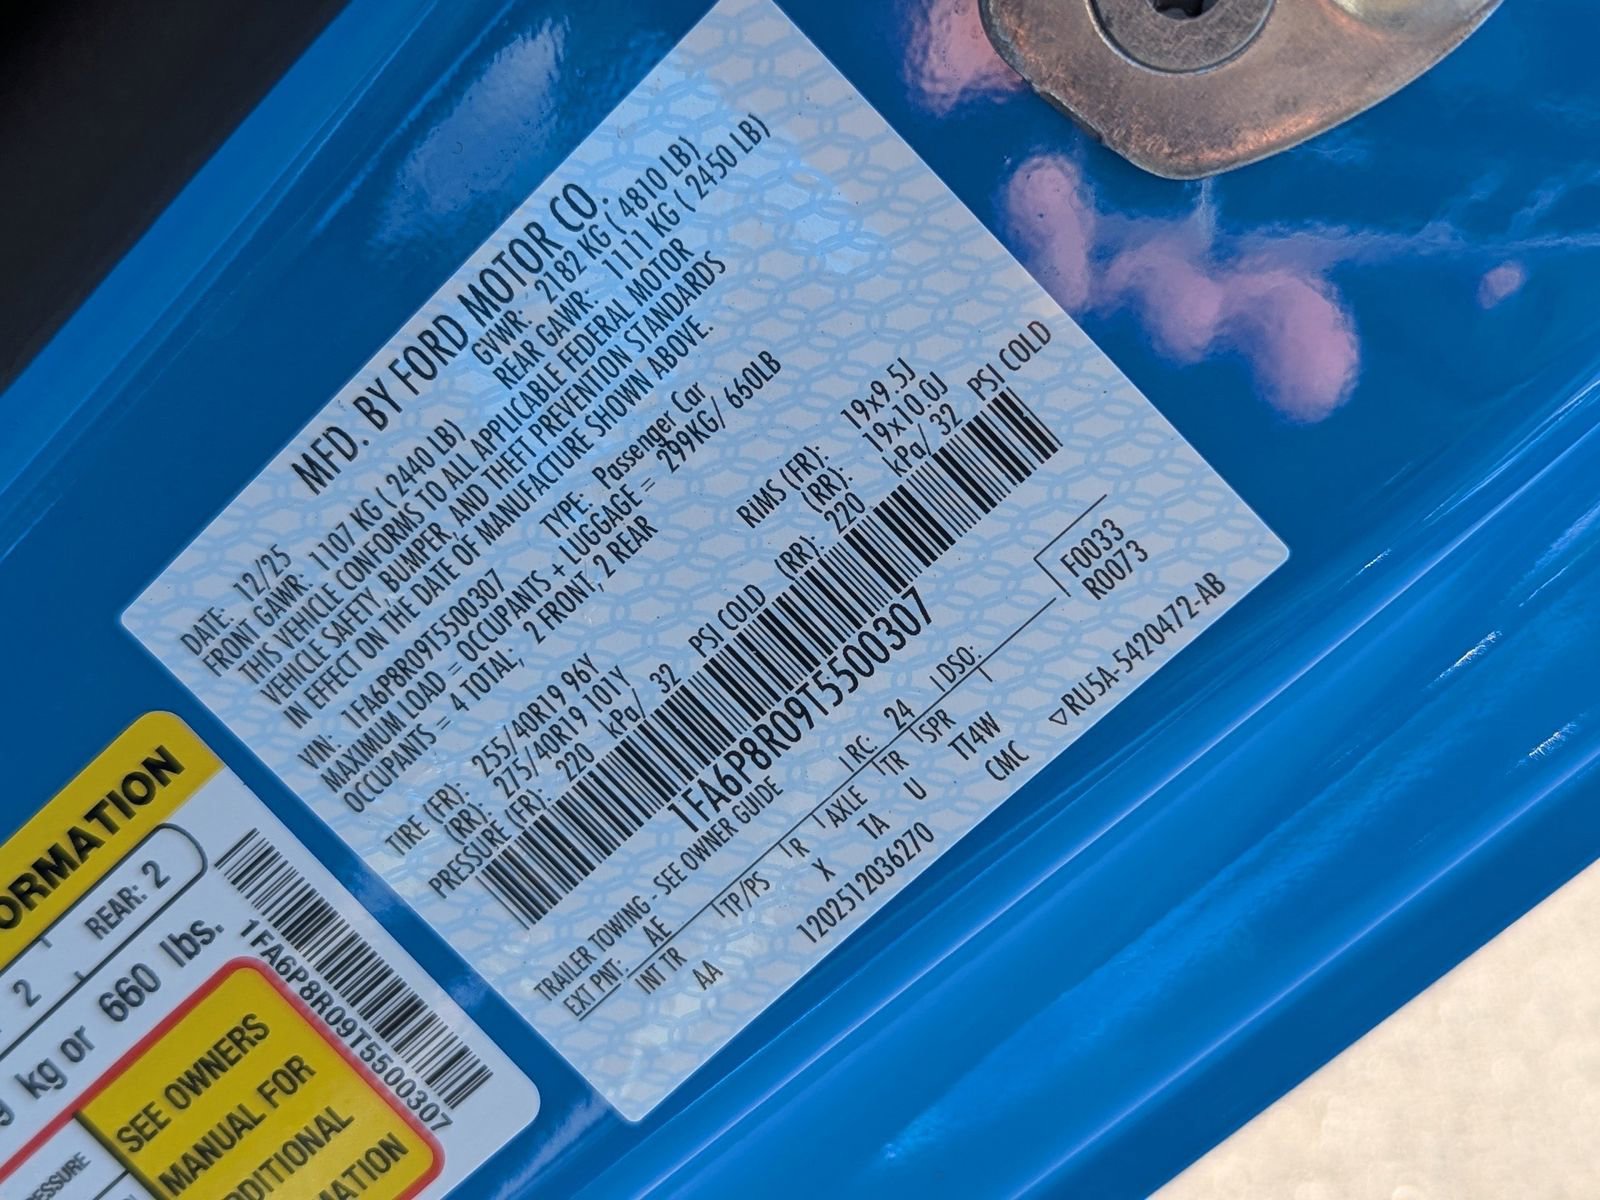 MFD. BY FORD MOTOR CO.
DATE: 12/25 GVWR: 2182 KG ( 4810 LB)
FRONT GAWR: 1107 KG ( 2440 LB) REAR GAWR: 1111 KG ( 2450 LB)
THIS VEHICLE CONFORMS TO ALL APPLICABLE FEDERAL MOTOR
VEHICLE SAFETY, BUMPER, AND THEFT PREVENTION STANDARDS
IN EFFECT ON THE DATE OF MANUFACTURE SHOWN ABOVE.
VIN: 1FA6P8R09T5500307 TYPE: Passenger Car
MAXIMUM LOAD = OCCUPANTS + LUGGAGE = 299KG/ 660LB
OCCUPANTS = 4 TOTAL; 2 FRONT, 2 REAR
TIRE (FR): 255/40R19 96Y RIMS (FR): 19x9.5J
(RR): 275/40R19 101Y (RR): 19x10.0J
PRESSURE (FR): 220 kPa/ 32 PSI COLD (RR): 220 kPa/ 32 PSI COLD
1FA6P8R09T5500307
TRAILER TOWING - SEE OWNER GUIDE
EXT PNT: AE RC: 24 DSO: F0033
R0073
INT TR TP/PS R AXLE TR SPR
AA X TA U TT4W
CMC
1202512036270 ▽RU5A-5420472-AB
ORMATION
2 REAR: 2
kg or 660 lbs.
1FA6P8R09T5500307
SEE OWNERS
MANUAL FOR
DDITIONAL
MATION
ESSURE